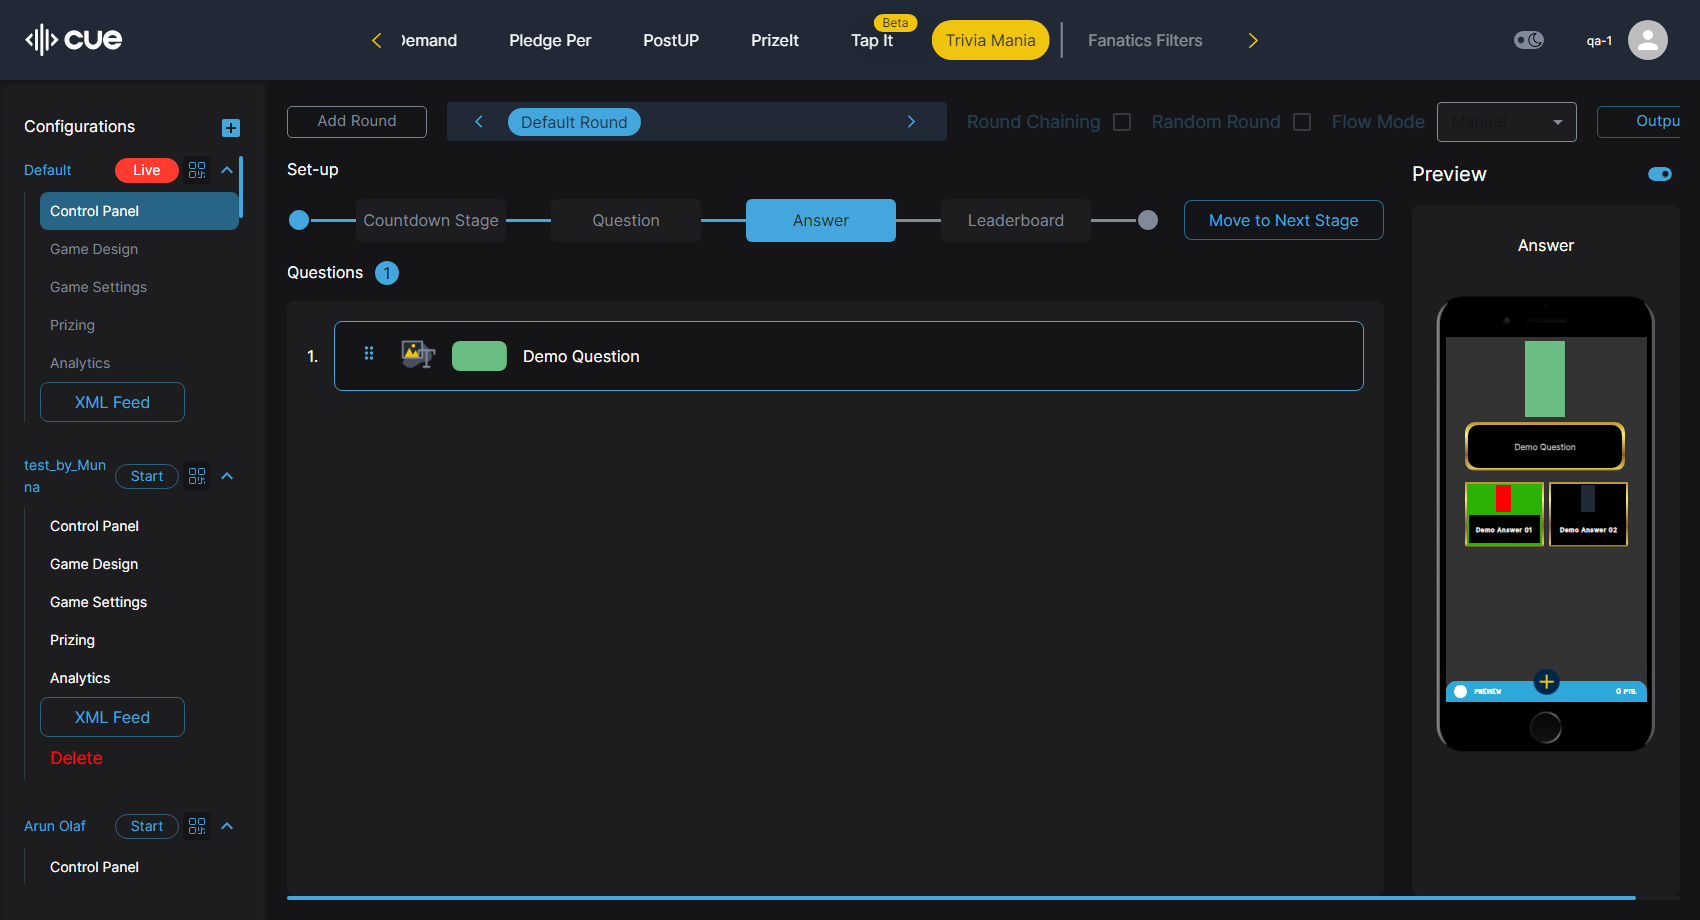 cue
Demand
Pledge Per
PostUP
PrizeIt
Tap It
Beta
Trivia Mania
Fanatics Filters
qa-1
Configurations
Default
Live
Control Panel
Game Design
Game Settings
Prizing
Analytics
XML Feed
test_by_Mun
na
Start
Control Panel
Game Design
Game Settings
Prizing
Analytics
XML Feed
Delete
Arun Olaf
Start
Control Panel
Add Round
Default Round
Round Chaining
Random Round
Flow Mode
Manual
Outpu
Set-up
Countdown Stage
Question
Answer
Leaderboard
Move to Next Stage
Questions 1
1. Demo Question
Preview
Answer
Demo Question
Demo Answer 01
Demo Answer 02
PREVIEW
0 PTS.